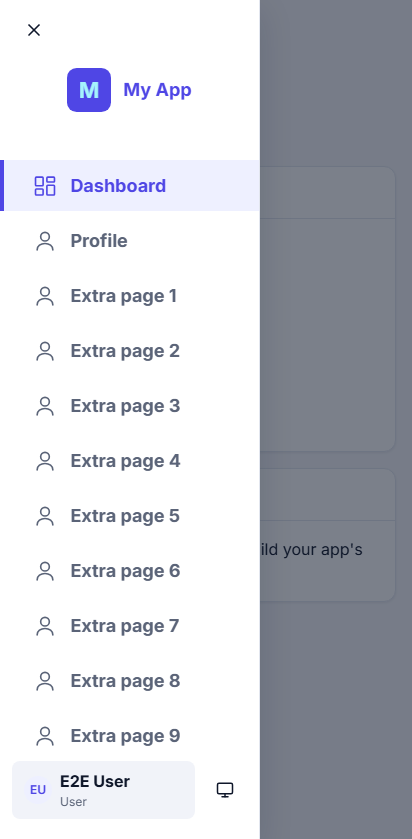 M My App
Dashboard
Profile
Extra page 1
Extra page 2
Extra page 3
Extra page 4
Extra page 5
ild your app's
Extra page 6
Extra page 7
Extra page 8
Extra page 9
EU E2E User
User